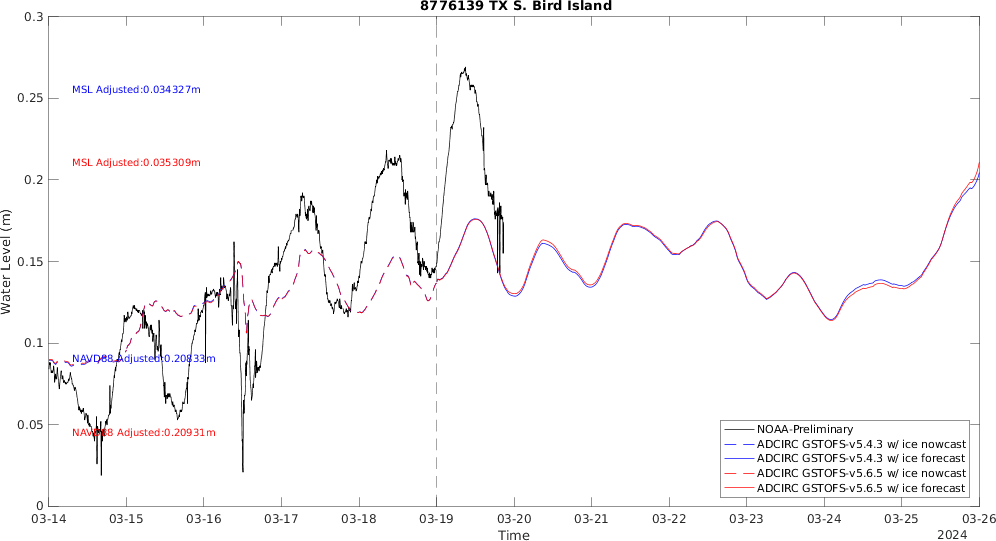 8776139 TX S. Bird Island
0.3
0.25
0.2
0.15
0.1
0.05
0
Water Level (m)
MSL Adjusted:0.034327m
MSL Adjusted:0.035309m
NAVD88 Adjusted:0.20833m
NAVD88 Adjusted:0.20931m
NOAA-Preliminary
ADCIRC GSTOFS-v5.4.3 w/ ice nowcast
ADCIRC GSTOFS-v5.4.3 w/ ice forecast
ADCIRC GSTOFS-v5.6.5 w/ ice nowcast
ADCIRC GSTOFS-v5.6.5 w/ ice forecast
03-14 03-15 03-16 03-17 03-18 03-19 03-20 03-21 03-22 03-23 03-24 03-25 03-26
Time
2024